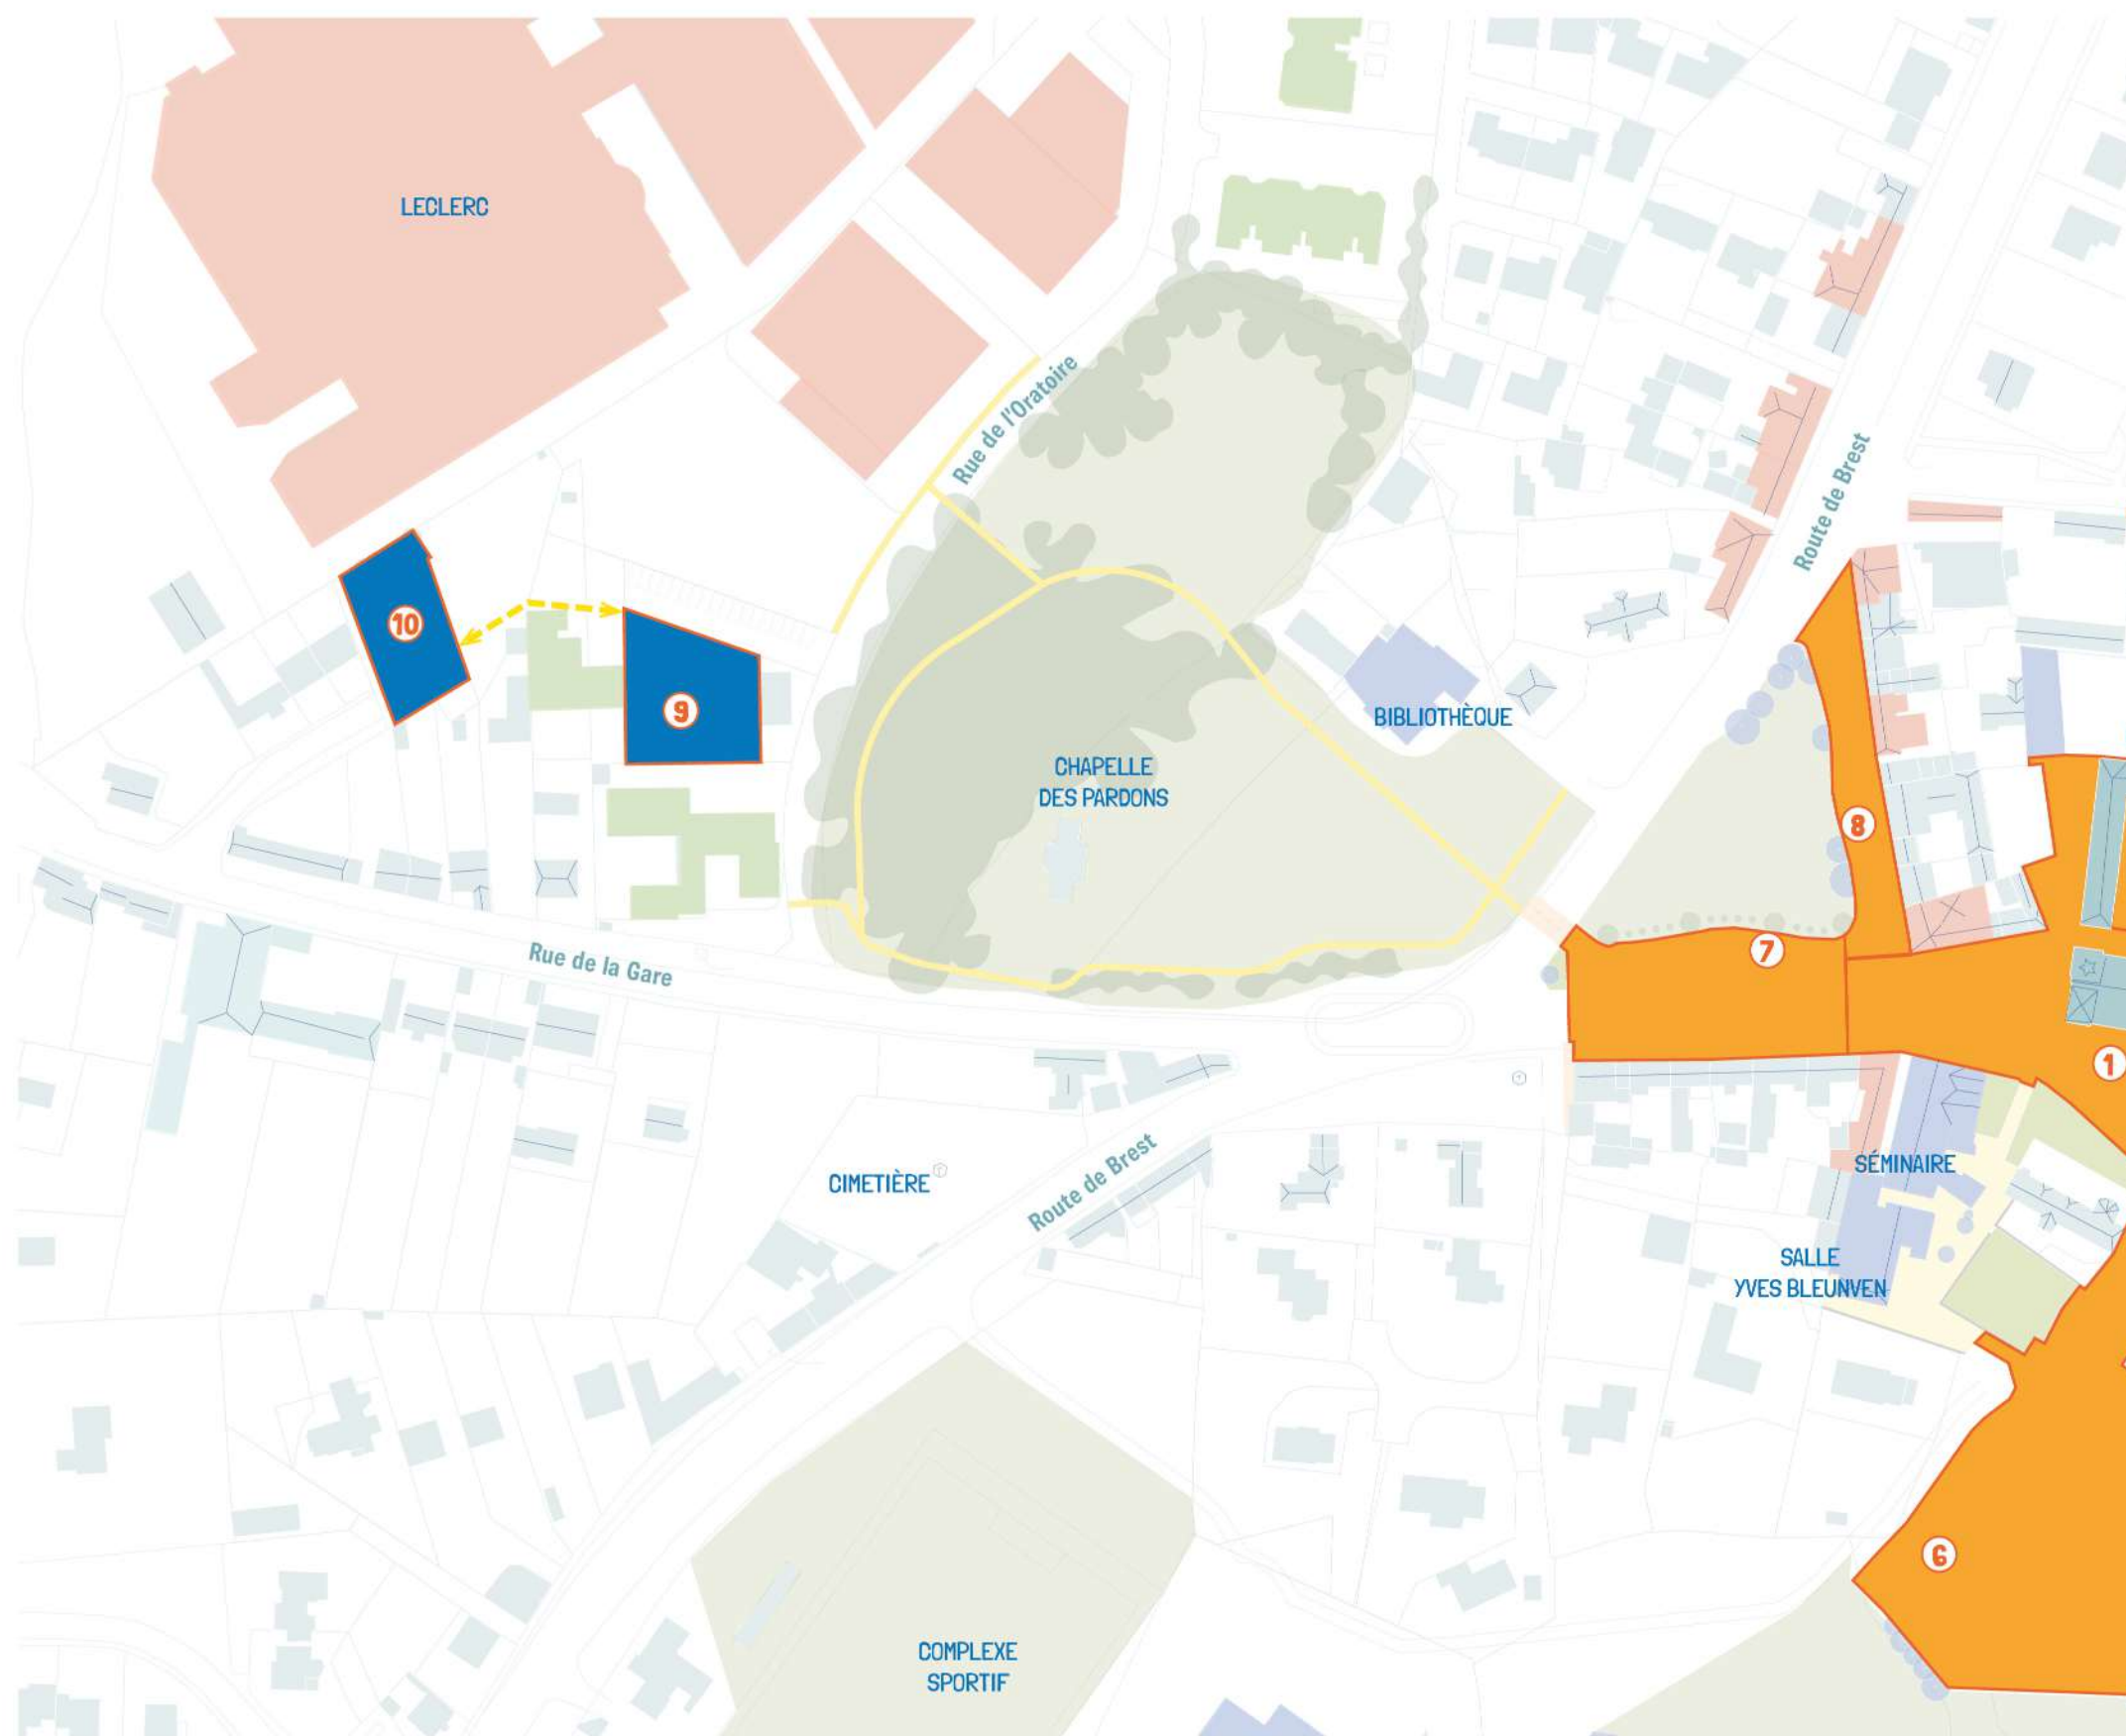 LECLERC
Rue de l'Oratoire
Route de Brest
10
9
BIBLIOTHÈQUE
CHAPELLE
DES PARDONS
8
7
Rue de la Gare
1
CIMETIÈRE
Route de Brest
SÉMINAIRE
SALLE
YVES BLEUNVEN
6
COMPLEXE
SPORTIF